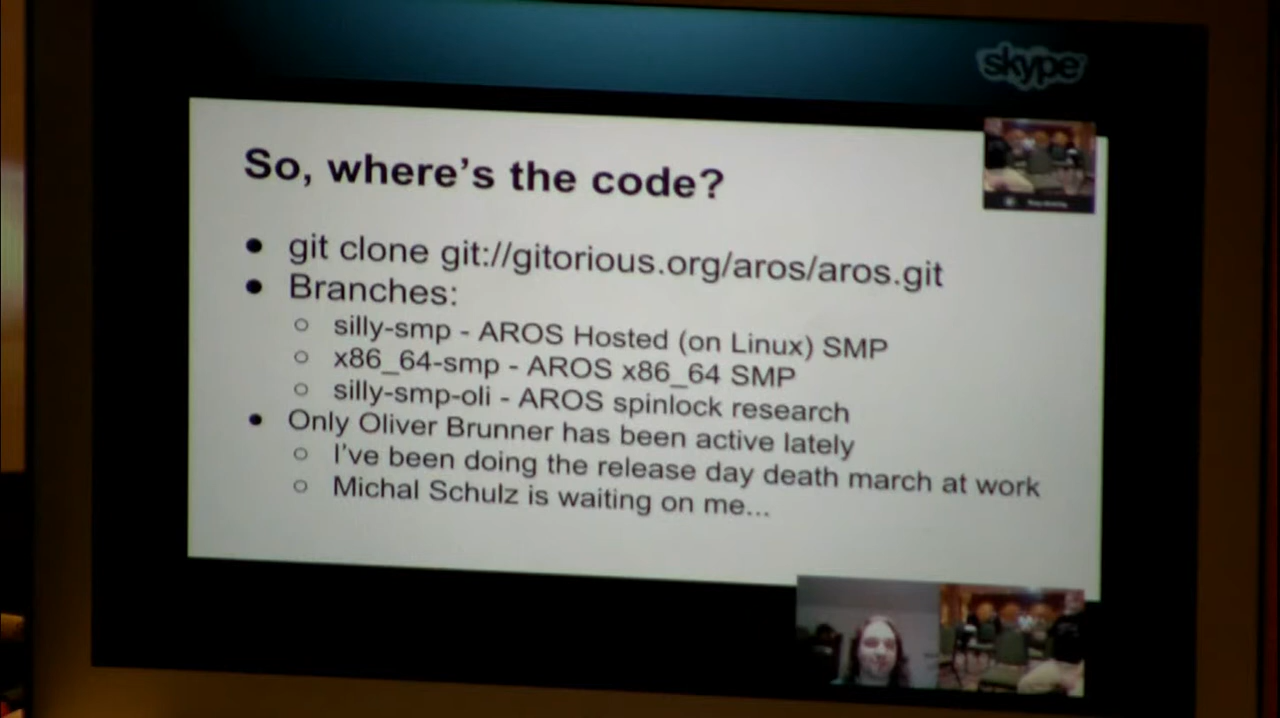 skype
So, where's the code?
● git clone git://gitorious.org/aros/aros.git
● Branches:
○ silly-smp - AROS Hosted (on Linux) SMP
○ x86_64-smp - AROS x86_64 SMP
○ silly-smp-oli - AROS spinlock research
● Only Oliver Brunner has been active lately
○ I've been doing the release day death march at work
○ Michal Schulz is waiting on me...